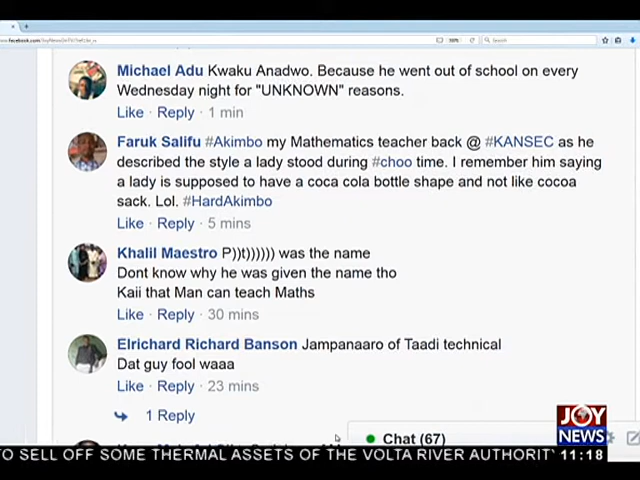 Michael Adu Kwaku Anadwo. Because he went out of school on every
Wednesday night for "UNKNOWN" reasons.
Like · Reply · 1 min
Faruk Salifu #Akimbo my Mathematics teacher back @ #KANSEC as he
described the style a lady stood during #choo time. I remember him saying
a lady is supposed to have a coca cola bottle shape and not like cocoa
sack. Lol. #HardAkimbo
Like · Reply · 5 mins
Khalil Maestro P))t)))))) was the name
Dont know why he was given the name tho
Kaii that Man can teach Maths
Like · Reply · 30 mins
Elrichard Richard Banson Jampanaaro of Taadi technical
Dat guy fool waaa
Like · Reply · 23 mins
1 Reply
Chat (67)
JOY
NEWS
TO SELL OFF SOME THERMAL ASSETS OF THE VOLTA RIVER AUTHORIT 11:18